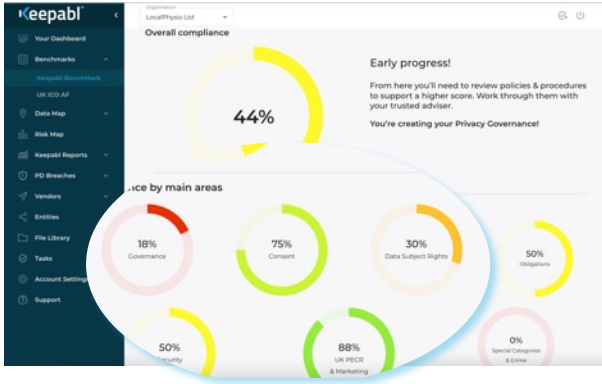 Keepabl
Organisation
LocalPhysio Ltd
Your Dashboard
Benchmarks
Keepabl BenchMark
UK ICO AF
Data Map
Risk Map
Keepabl Reports
PD Breaches
Vendors
Entities
File Library
Tasks
Account Settings
Support
Overall compliance
44%
Early progress!
From here you'll need to review policies & procedures
to support a higher score. Work through them with
your trusted adviser.
You're creating your Privacy Governance!
nce by main areas
18%
Governance
75%
Consent
30%
Data Subject Rights
50%
Obligations
50%
Security
88%
UK PECR
& Marketing
0%
Special Categories
& Crime